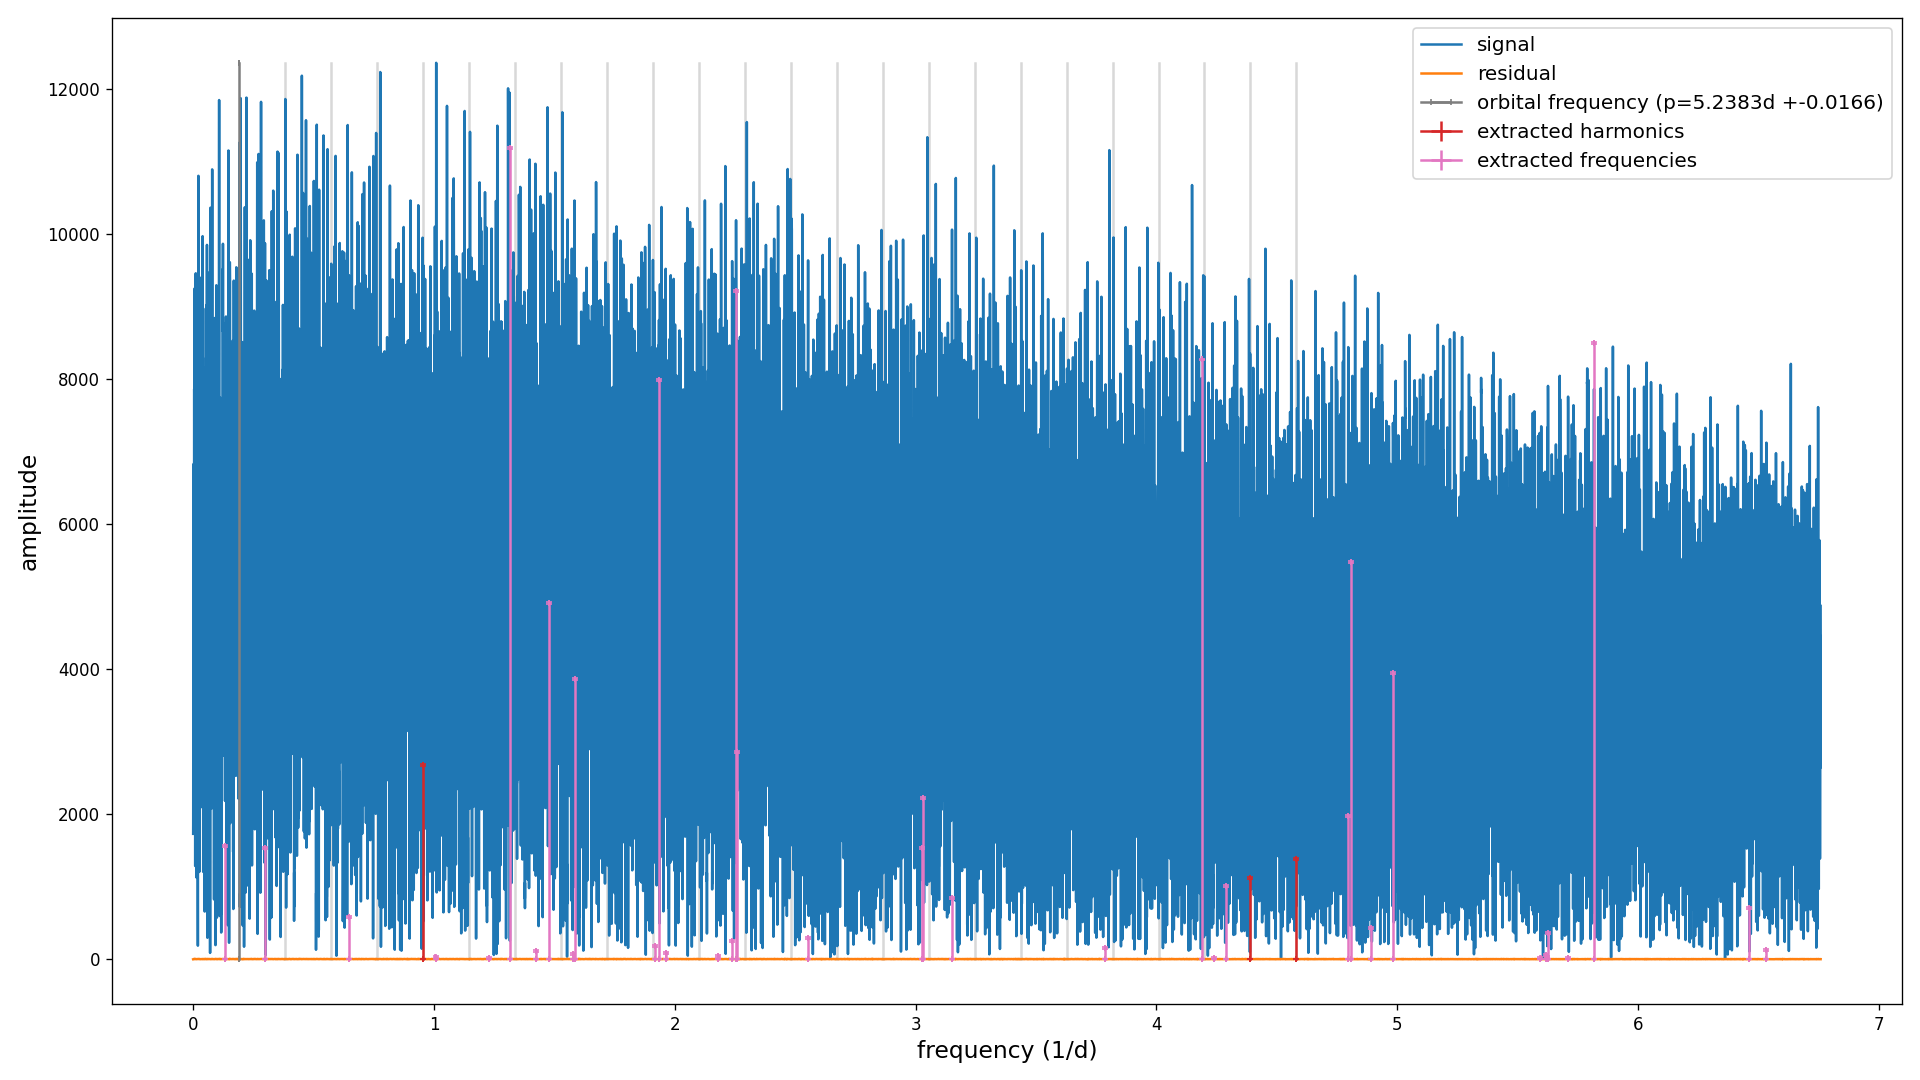 signal
residual
orbital frequency (p=5.2383d +-0.0166)
extracted harmonics
extracted frequencies
amplitude
12000
10000
8000
6000
4000
2000
0
0 1 2 3 4 5 6 7
frequency (1/d)